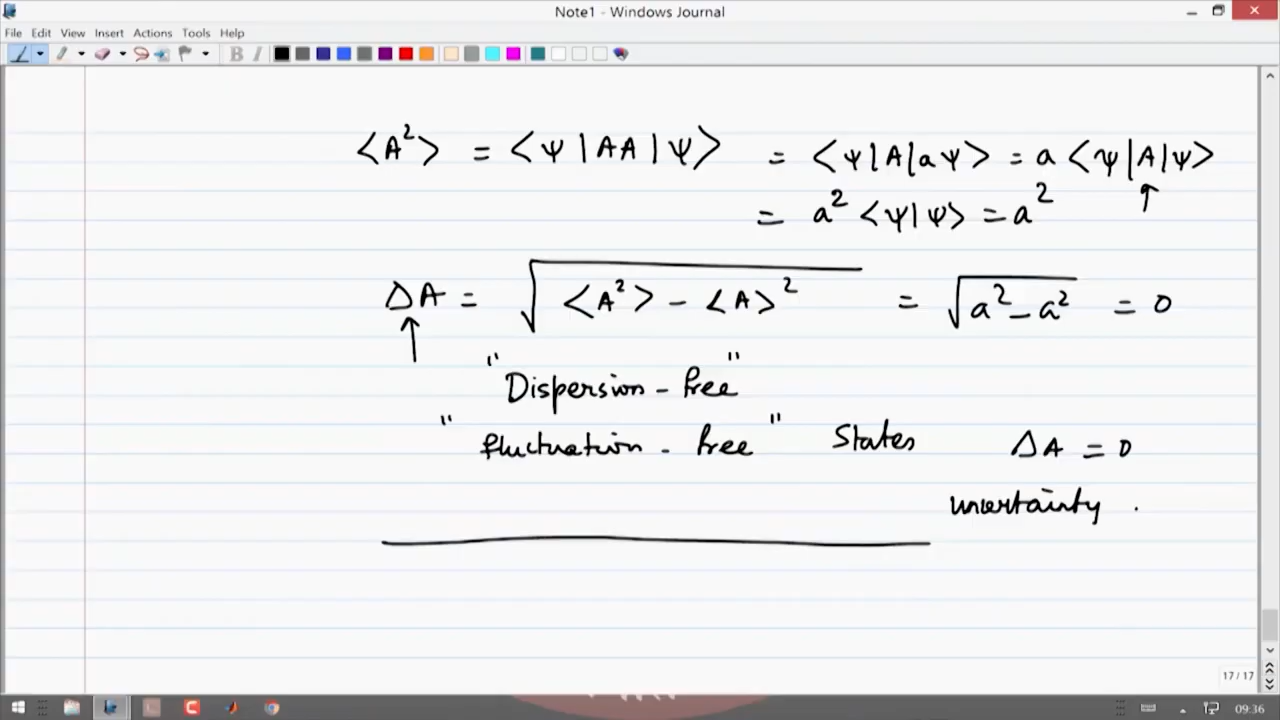 Note1 - Windows Journal
File Edit View Insert Actions Tools Help
B I
<A²> = <Ψ|AA|Ψ> = <Ψ|A|aΨ> = a <Ψ|A|Ψ>
= a² <Ψ|Ψ> = a²
ΔA = √(<A²> - <A>²) = √(a² - a²) = 0
"Dispersion - free"
"fluctuation - free" States ΔA = 0
uncertainty .
17 / 17
09:36